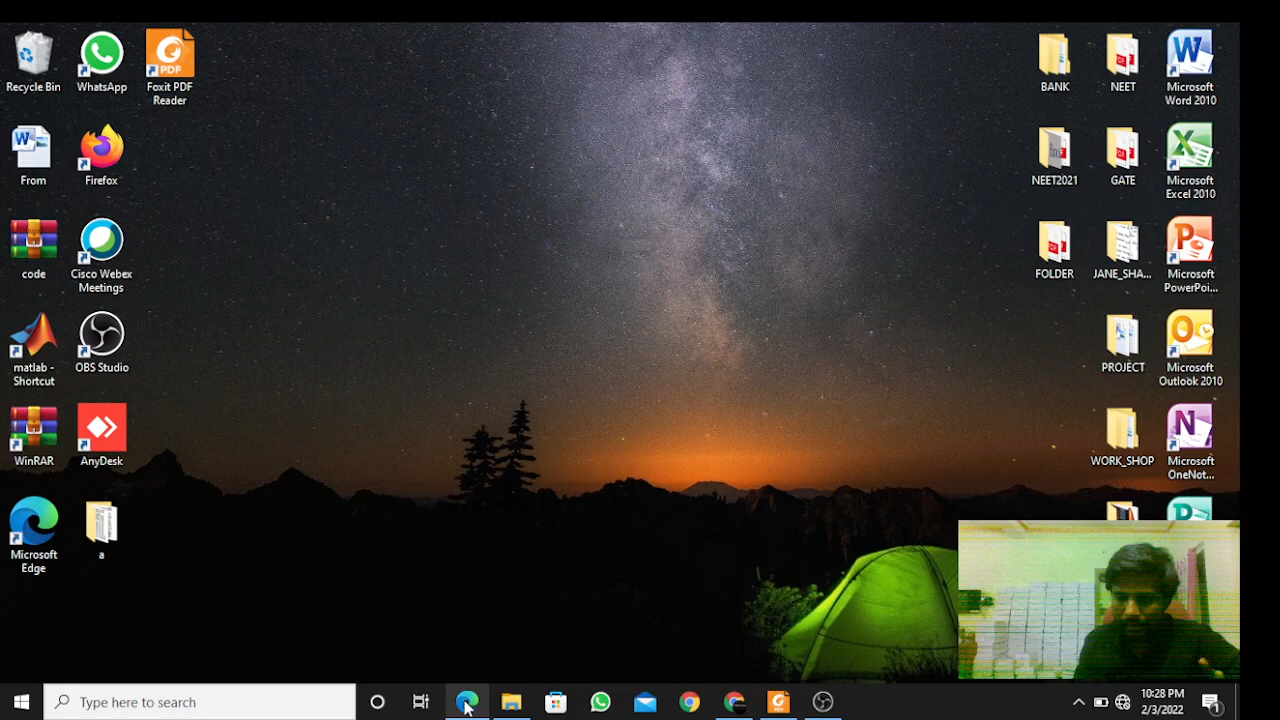 Recycle Bin
WhatsApp
PDF
Foxit PDF
Reader
From
Firefox
code
Cisco Webex
Meetings
matlab -
Shortcut
OBS Studio
WinRAR
AnyDesk
Microsoft
Edge
a
BANK
NEET
Microsoft
Word 2010
NEET2021
GATE
Microsoft
Excel 2010
FOLDER
JANE_SHA...
Microsoft
PowerPoi...
PROJECT
Microsoft
Outlook 2010
WORK_SHOP
Microsoft
OneNot...
Type here to search
10:28 PM
2/3/2022
1